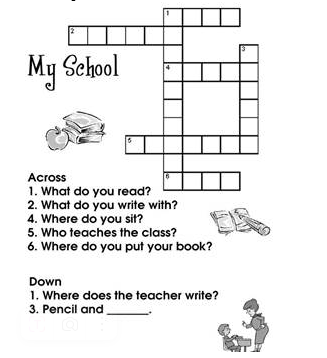 1
2
3
My School
4
5
Across
6
1. What do you read?
2. What do you write with?
4. Where do you sit?
5. Who teaches the class?
6. Where do you put your book?
Down
1. Where does the teacher write?
3. Pencil and ______.